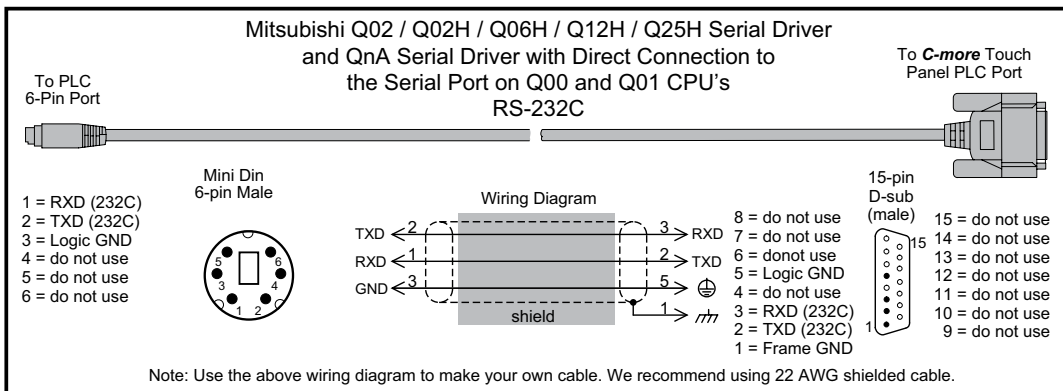 Mitsubishi Q02 / Q02H / Q06H / Q12H / Q25H Serial Driver
and QnA Serial Driver with Direct Connection to
the Serial Port on Q00 and Q01 CPU's
RS-232C
To PLC
6-Pin Port
To C-more Touch
Panel PLC Port
1 = RXD (232C)
2 = TXD (232C)
3 = Logic GND
4 = do not use
5 = do not use
6 = do not use
Mini Din
6-pin Male
5
6
3
4
1
2
Wiring Diagram
TXD 2 3 RXD
RXD 1 2 TXD
GND 3 5
1
shield
8 = do not use
7 = do not use
6 = donot use
5 = Logic GND
4 = do not use
3 = RXD (232C)
2 = TXD (232C)
1 = Frame GND
15-pin
D-sub
(male)
15
1
15 = do not use
14 = do not use
13 = do not use
12 = do not use
11 = do not use
10 = do not use
9 = do not use
Note: Use the above wiring diagram to make your own cable. We recommend using 22 AWG shielded cable.